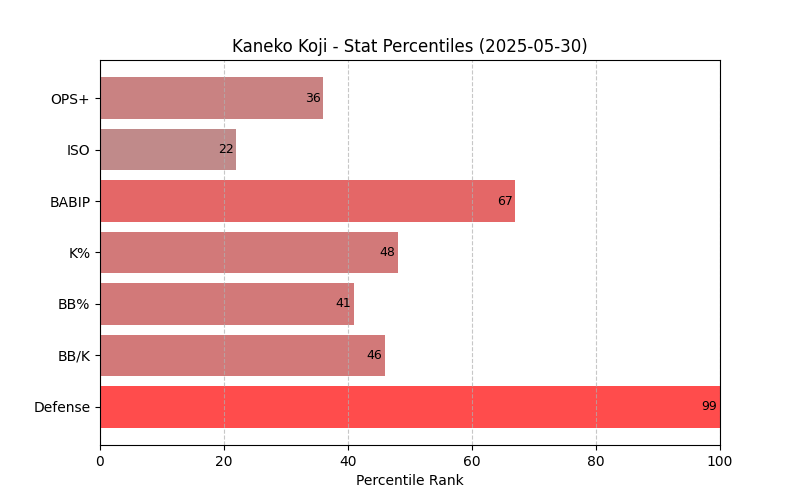 Kaneko Koji - Stat Percentiles (2025-05-30)
OPS+ 36
ISO 22
BABIP 67
K% 48
BB% 41
BB/K 46
Defense 99
0 20 40 60 80 100
Percentile Rank